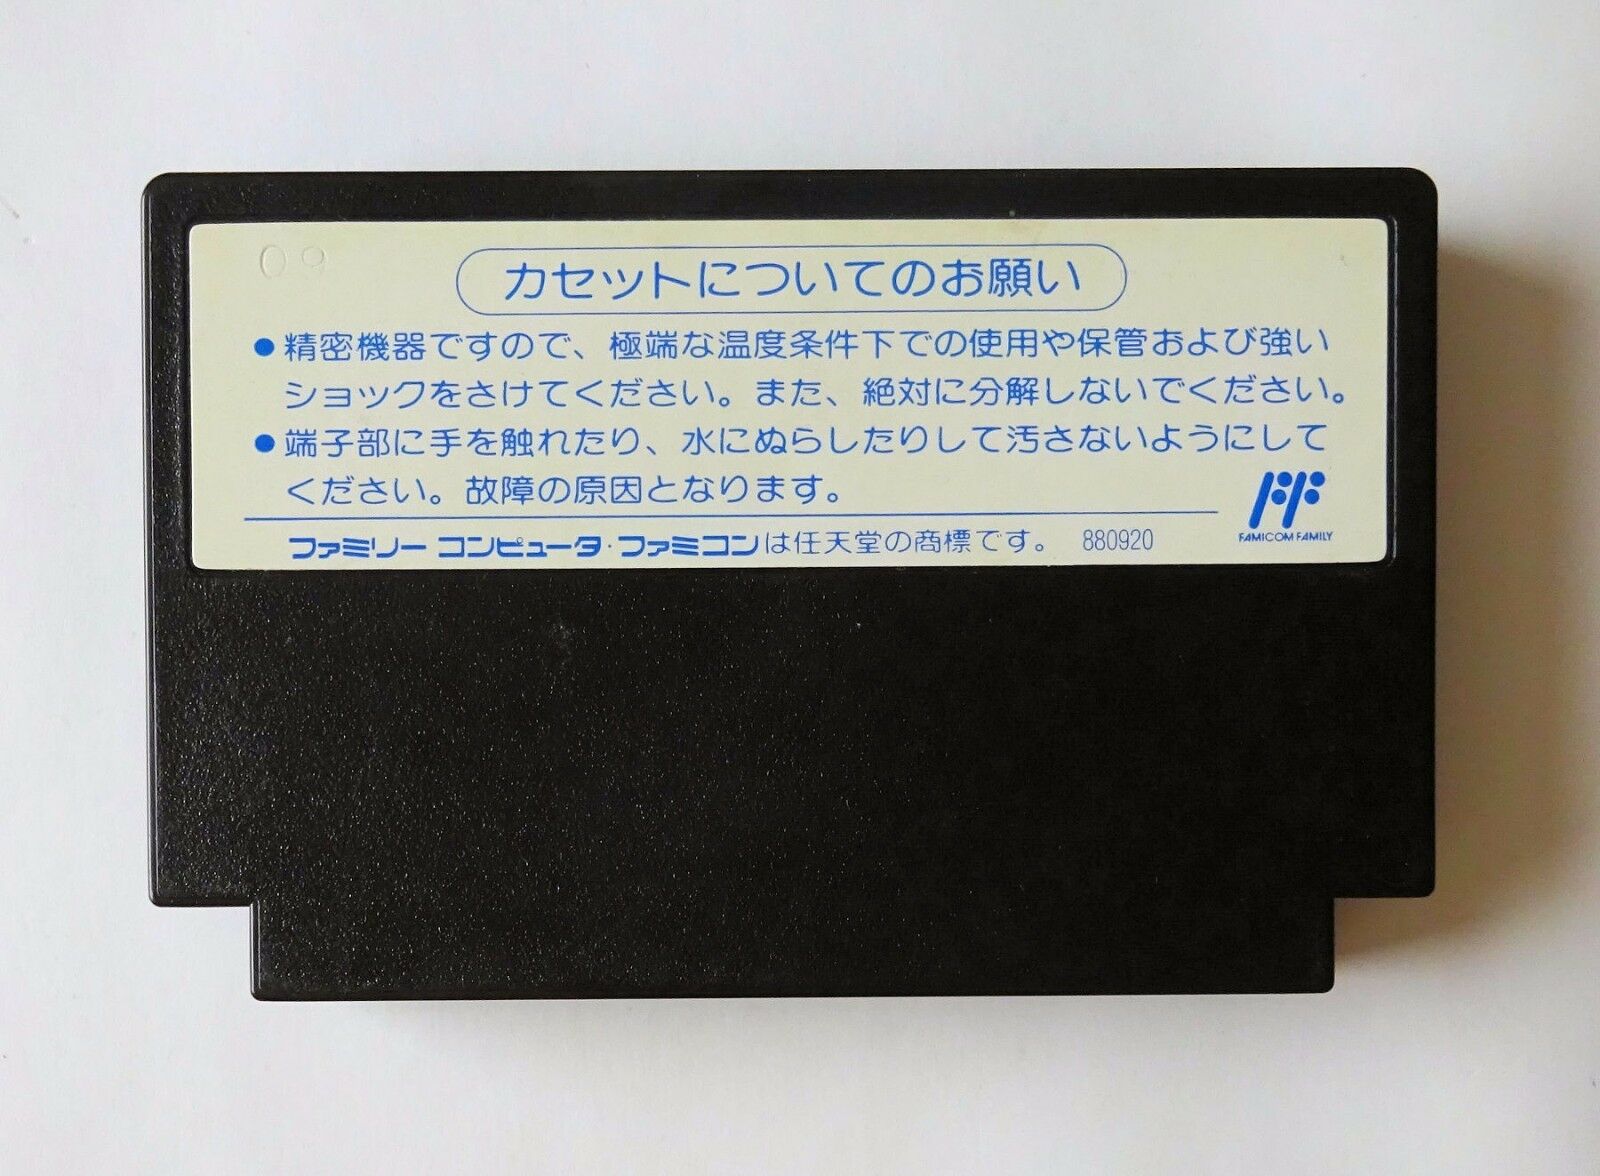 09
カセットについてのお願い
●精密機器ですので、極端な温度条件下での使用や保管および強い
ショックをさけてください。また、絶対に分解しないでください。
●端子部に手を触れたり、水にぬらしたりして汚さないようにして
ください。故障の原因となります。
FAMICOM FAMILY
ファミリー コンピュータ・ファミコンは任天堂の商標です。 880920